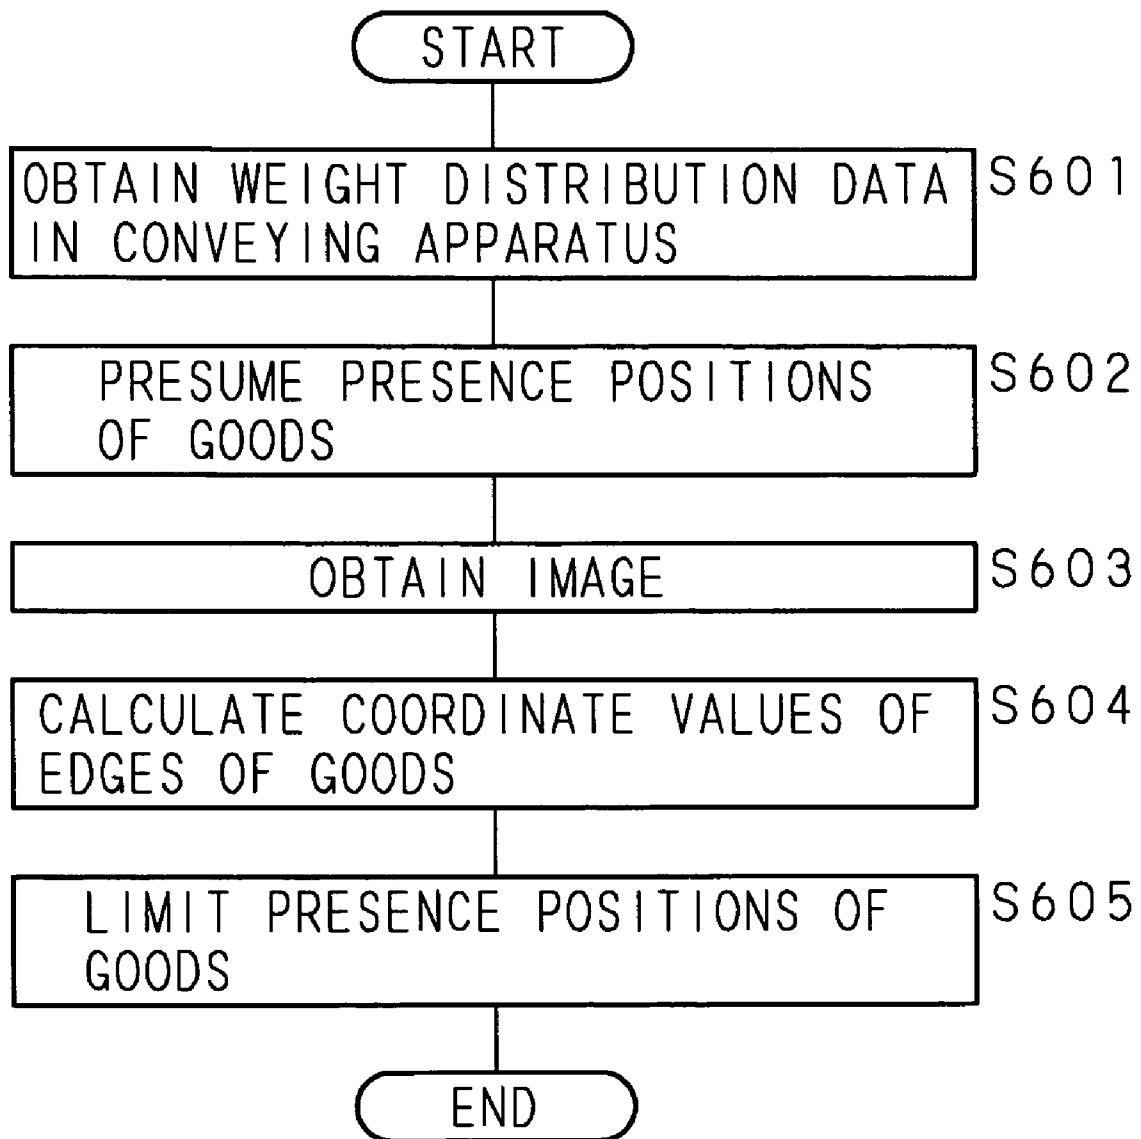 START
OBTAIN WEIGHT DISTRIBUTION DATA S601
IN CONVEYING APPARATUS
PRESUME PRESENCE POSITIONS S602
OF GOODS
OBTAIN IMAGE S603
CALCULATE COORDINATE VALUES OF S604
EDGES OF GOODS
LIMIT PRESENCE POSITIONS OF S605
GOODS
END